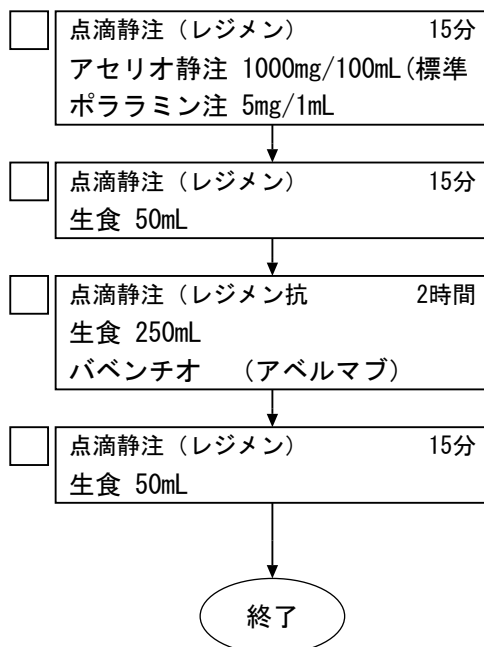 点滴静注（レジメン） 15分
アセリオ静注 1000mg/100mL(標準
ポララミン注 5mg/1mL
点滴静注（レジメン） 15分
生食 50mL
点滴静注（レジメン抗 2時間
生食 250mL
バベンチオ （アベルマブ）
点滴静注（レジメン） 15分
生食 50mL
終了